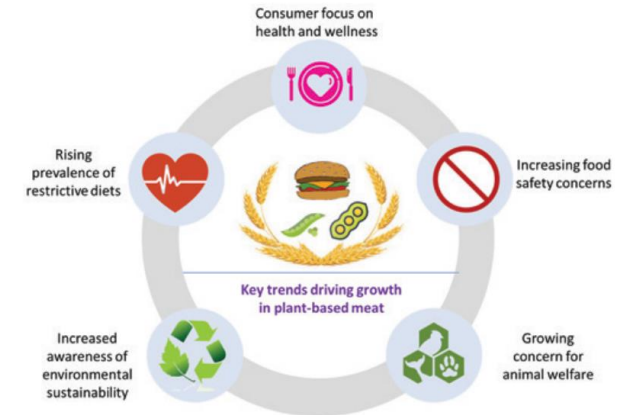 Consumer focus on
health and wellness
Rising
prevalence of
restrictive diets
Increasing food
safety concerns
Key trends driving growth
in plant-based meat
Increased
awareness of
environmental
sustainability
Growing
concern for
animal welfare